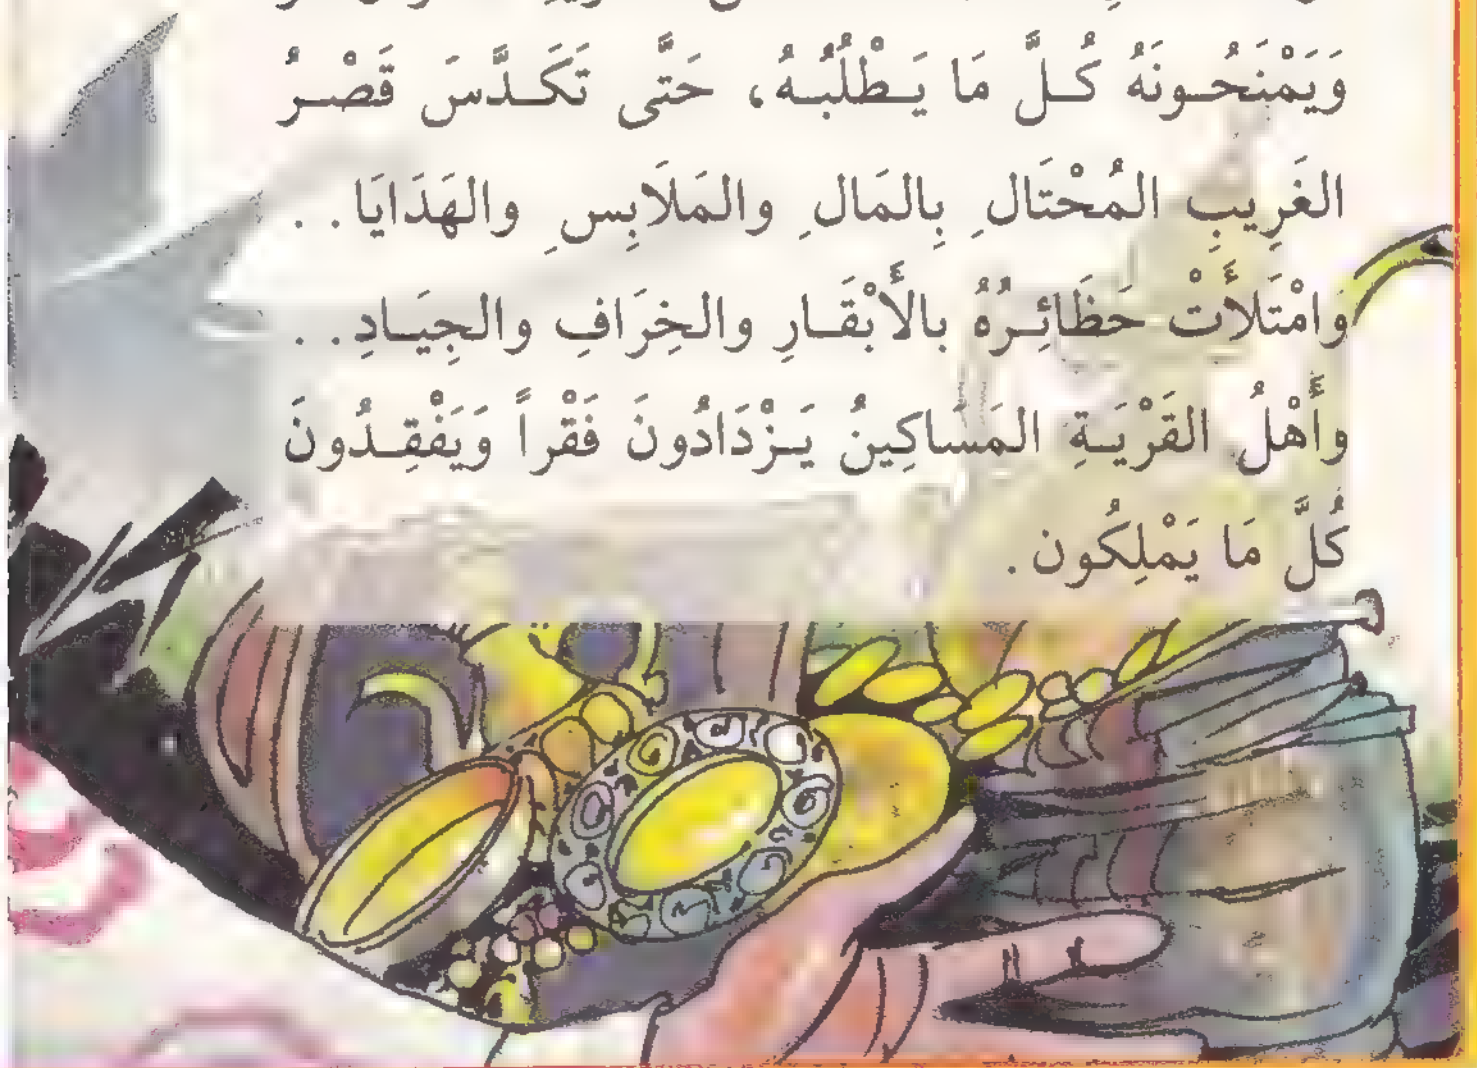 وَيَمْنَحُونَهُ كُلَّ مَا يَطْلُبُهُ، حَتَّى تَكَدَّسَ قَصْرُ
الغَرِيبِ المُحْتَالِ بِالمَالِ والمَلَابِسِ والهَدَايَا . .
وامْتَلأَتْ حَظَائِرُهُ بالأَبْقَارِ والخِرَافِ والجِيَادِ . .
وأَهْلُ القَرْيَةِ المَسَاكِينُ يَزْدَادُونَ فَقْراً وَيَفْقِدُونَ
كُلَّ مَا يَمْلِكُون .